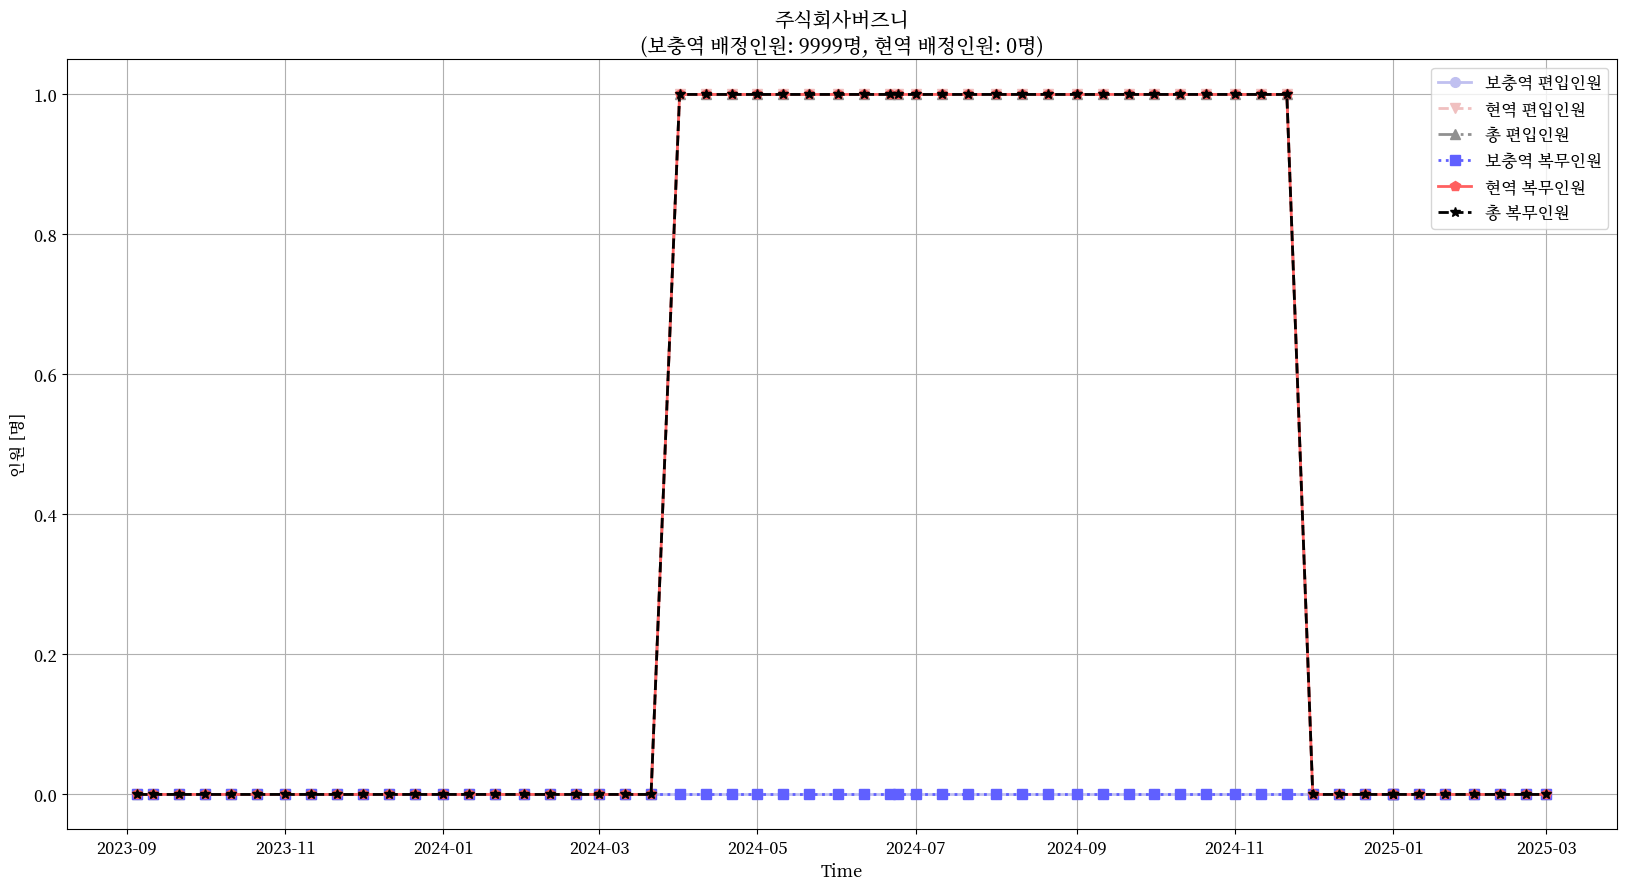 주식회사버즈니
(보충역 배정인원: 9999명, 현역 배정인원: 0명)
보충역 편입인원
현역 편입인원
총 편입인원
보충역 복무인원
현역 복무인원
총 복무인원
인원 [명]
1.0
0.8
0.6
0.4
0.2
0.0
2023-09
2023-11
2024-01
2024-03
2024-05
2024-07
2024-09
2024-11
2025-01
2025-03
Time